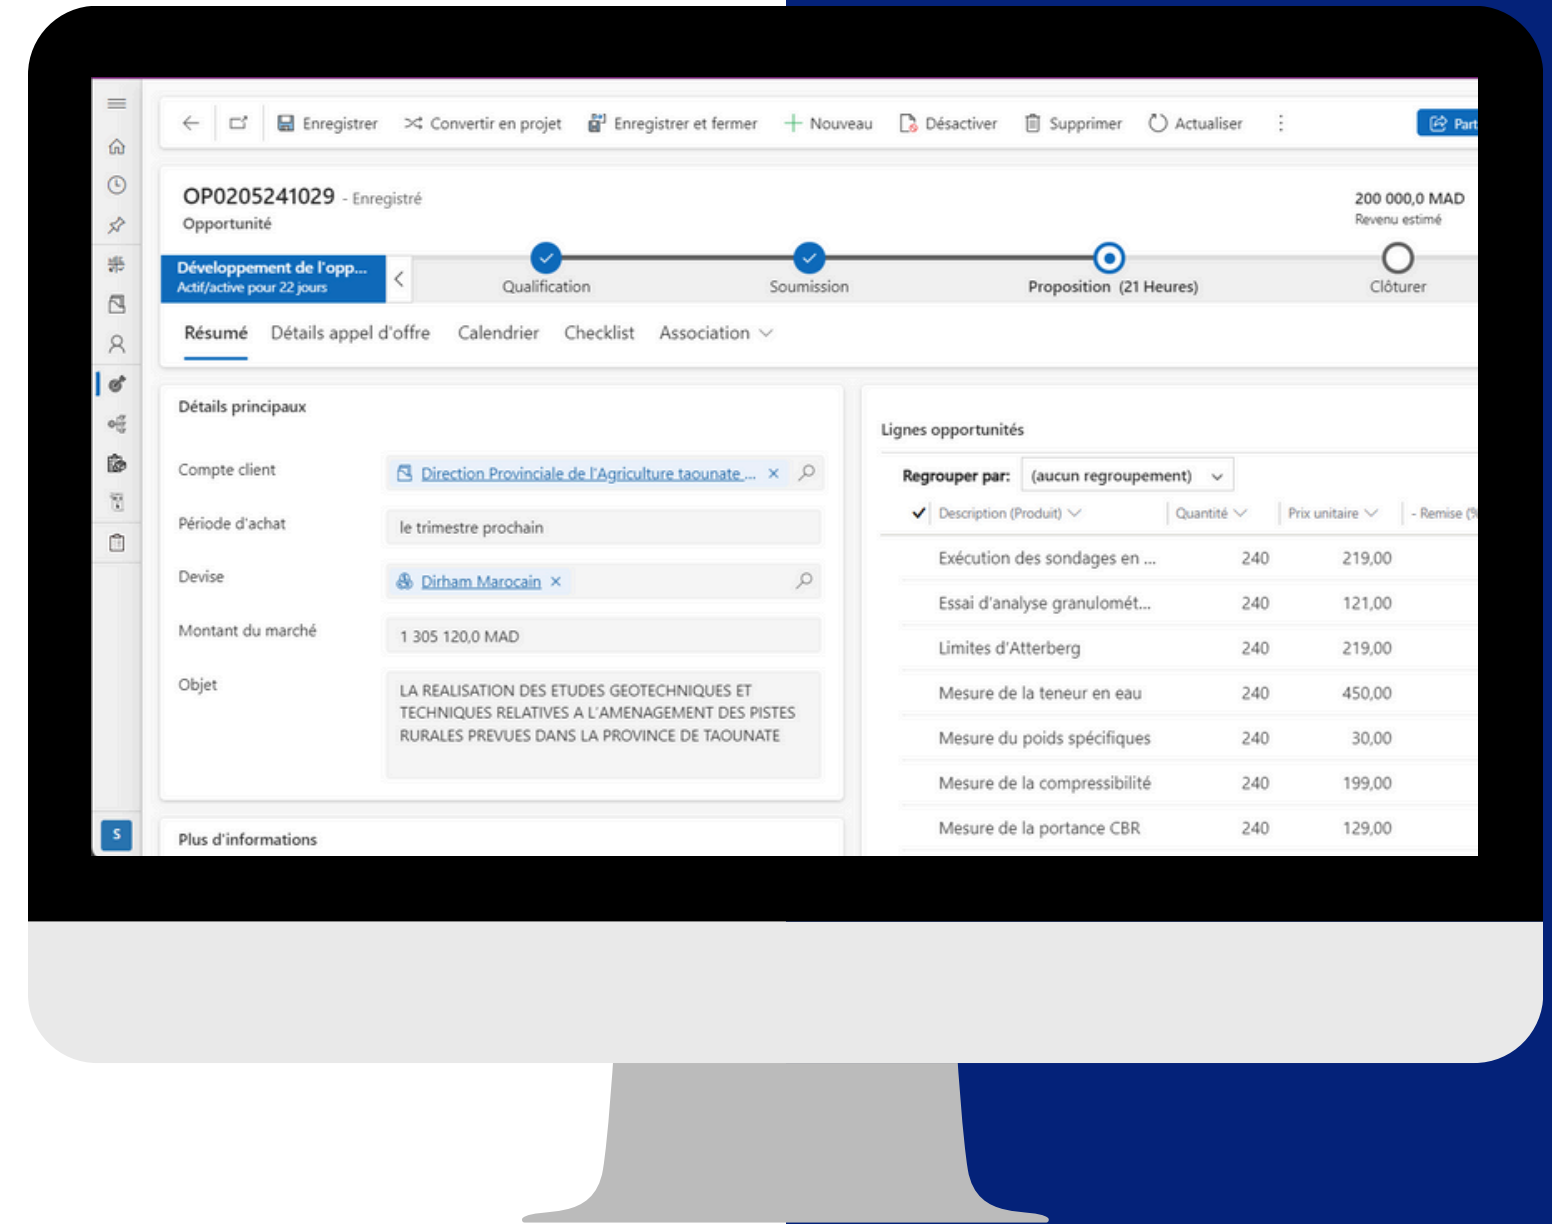 Enregistrer Convertir en projet Enregistrer et fermer Nouveau Désactiver Supprimer Actualiser Part
OP0205241029 - Enregistré
Opportunité
200 000,0 MAD
Revenu estimé
Développement de l'opp...
Actif/active pour 22 jours
Qualification Soumission Proposition (21 Heures) Clôturer
Résumé Détails appel d'offre Calendrier Checklist Association
Détails principaux
Compte client Direction Provinciale de l'Agriculture taounate ...
Période d'achat le trimestre prochain
Devise Dirham Marocain
Montant du marché 1 305 120,0 MAD
Objet LA REALISATION DES ETUDES GEOTECHNIQUES ET
TECHNIQUES RELATIVES A L'AMENAGEMENT DES PISTES
RURALES PREVUES DANS LA PROVINCE DE TAOUNATE
Plus d'informations
Lignes opportunités
Regrouper par: (aucun regroupement)
Description (Produit) Quantité Prix unitaire - Remise (%
Exécution des sondages en ... 240 219,00
Essai d'analyse granulomét... 240 121,00
Limites d'Atterberg 240 219,00
Mesure de la teneur en eau 240 450,00
Mesure du poids spécifiques 240 30,00
Mesure de la compressibilité 240 199,00
Mesure de la portance CBR 240 129,00
S